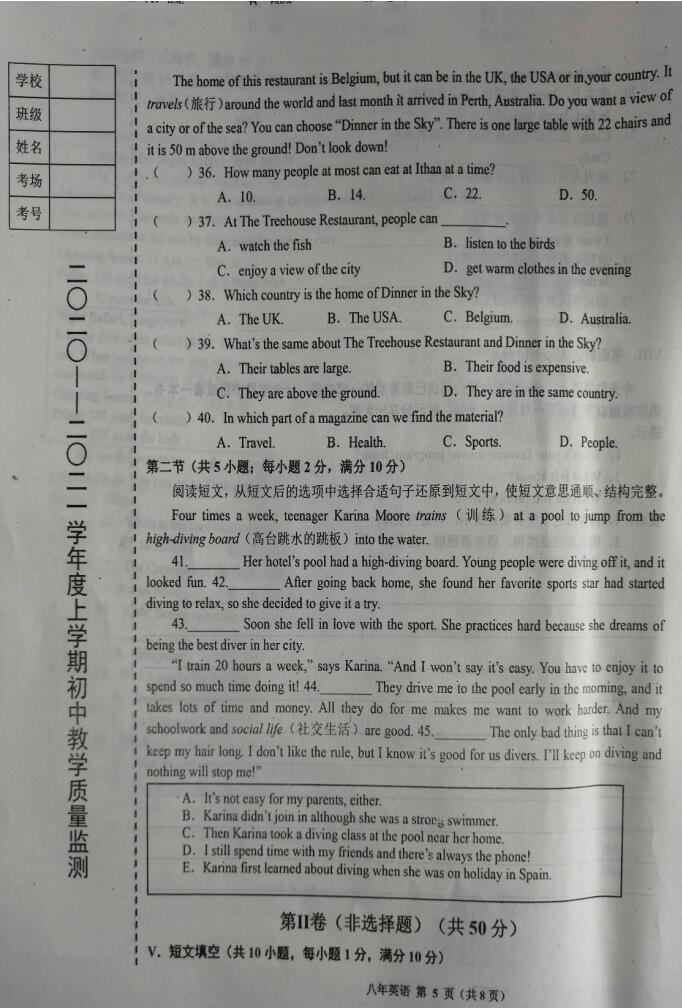 学校
班级
姓名
考场
考号
二〇二〇——二〇二一学年度上学期初中教学质量监测
The home of this restaurant is Belgium, but it can be in the UK, the USA or in your country. It
travels（旅行）around the world and last month it arrived in Perth, Australia. Do you want a view of
a city or of the sea? You can choose “Dinner in the Sky”. There is one large table with 22 chairs and
it is 50 m above the ground! Don’t look down!
（　）36．How many people at most can eat at Ithaa at a time?
A．10.　B．14.　C．22.　D．50.
（　）37．At The Treehouse Restaurant, people can ________.
A．watch the fish　B．listen to the birds
C．enjoy a view of the city　D．get warm clothes in the evening
（　）38．Which country is the home of Dinner in the Sky?
A．The UK.　B．The USA.　C．Belgium.　D．Australia.
（　）39．What’s the same about The Treehouse Restaurant and Dinner in the Sky?
A．Their tables are large.　B．Their food is expensive.
C．They are above the ground.　D．They are in the same country.
（　）40．In which part of a magazine can we find the material?
A．Travel.　B．Health.　C．Sports.　D．People.
第二节（共5小题；每小题2分，满分10分）
阅读短文，从短文后的选项中选择合适句子还原到短文中，使短文意思通顺、结构完整。
Four times a week, teenager Karina Moore trains（训练）at a pool to jump from the
high-diving board（高台跳水的跳板）into the water.
41.________ Her hotel’s pool had a high-diving board. Young people were diving off it, and it
looked fun. 42.________ After going back home, she found her favorite sports star had started
diving to relax, so she decided to give it a try.
43.________ Soon she fell in love with the sport. She practices hard because she dreams of
being the best diver in her city.
“I train 20 hours a week,” says Karina. “And I won’t say it’s easy. You have to enjoy it to
spend so much time doing it! 44.________ They drive me to the pool early in the morning, and it
takes lots of time and money. All they do for me makes me want to work harder. And my
schoolwork and social life（社交生活）are good. 45.________ The only bad thing is that I can’t
keep my hair long. I don’t like the rule, but I know it’s good for us divers. I’ll keep on diving and
nothing will stop me!”
A．It’s not easy for my parents, either.
B．Karina didn’t join in although she was a strong swimmer.
C．Then Karina took a diving class at the pool near her home.
D．I still spend time with my friends and there’s always the phone!
E．Karina first learned about diving when she was on holiday in Spain.
第II卷（非选择题）（共50分）
V．短文填空（共10小题，每小题1分，满分10分）
八年英语 第5页（共8页）